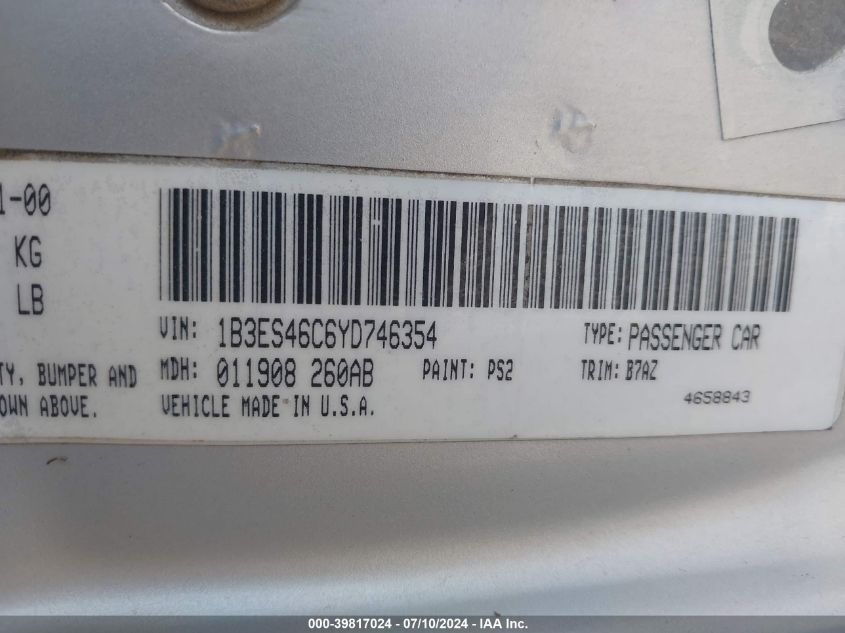 1-00
KG
LB
VIN: 1B3ES46C6YD746354 TYPE: PASSENGER CAR
TY, BUMPER AND MDH: 011908 260AB PAINT: PS2 TRIM: B7AZ
OWN ABOVE. VEHICLE MADE IN U.S.A. 4658843
000-39817024 - 07/10/2024 - IAA Inc.